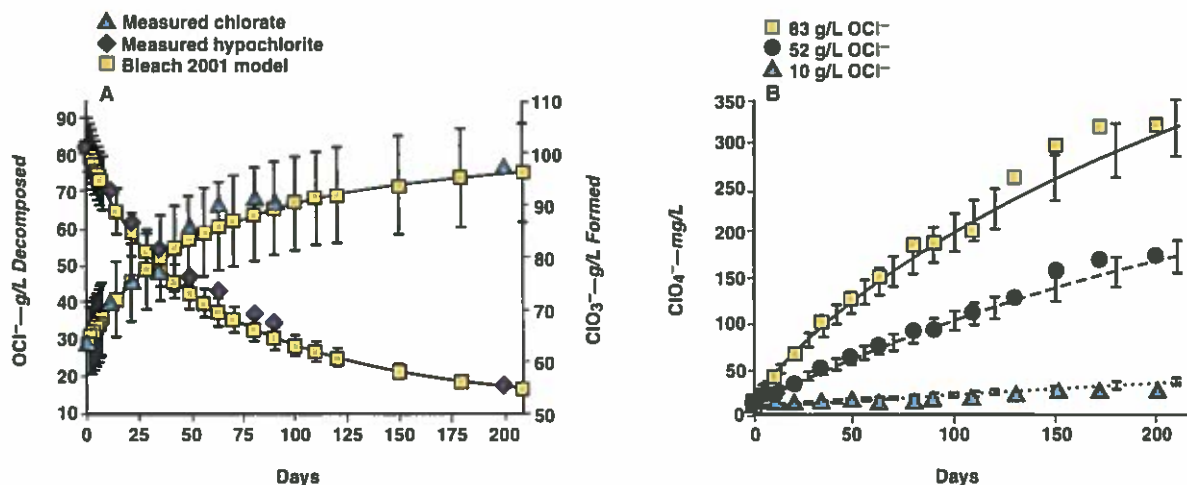 Measured chlorate
Measured hypochlorite
Bleach 2001 model
A
OCl⁻—g/L Decomposed
90
80
70
60
50
40
30
20
10
0 25 50 75 100 125 150 175 200
Days
110
100
90
80
70
60
50
ClO₃⁻—g/L Formed
83 g/L OCl⁻
52 g/L OCl⁻
10 g/L OCl⁻
B
ClO₄⁻—mg/L
350
300
250
200
150
100
50
0
0 50 100 150 200
Days